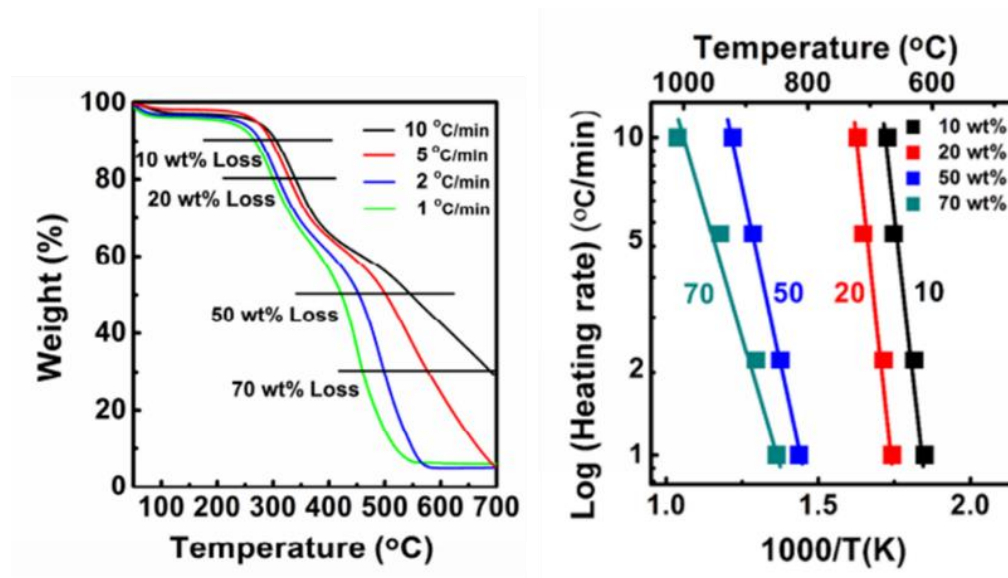 100
80
60
40
20
0
Weight (%)
10 °C/min
5 °C/min
2 °C/min
1 °C/min
10 wt% Loss
20 wt% Loss
50 wt% Loss
70 wt% Loss
100 200 300 400 500 600 700
Temperature (°C)
Temperature (°C)
1000 800 600
Log (Heating rate) (°C/min)
10
5
2
1
10 wt%
20 wt%
50 wt%
70 wt%
70 50 20 10
1.0 1.5 2.0
1000/T(K)